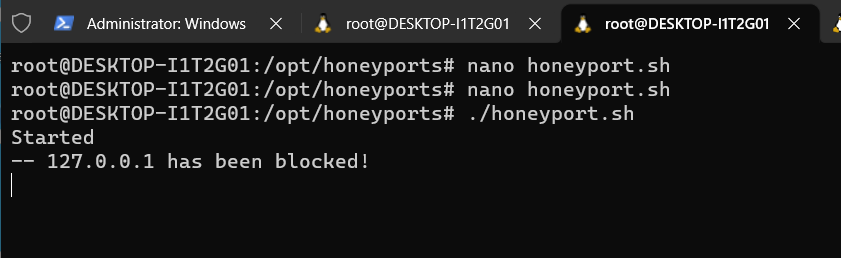 Administrator: Windows
root@DESKTOP-I1T2G01
root@DESKTOP-I1T2G01
root@DESKTOP-I1T2G01:/opt/honeyports# nano honeyport.sh
root@DESKTOP-I1T2G01:/opt/honeyports# nano honeyport.sh
root@DESKTOP-I1T2G01:/opt/honeyports# ./honeyport.sh
Started
-- 127.0.0.1 has been blocked!